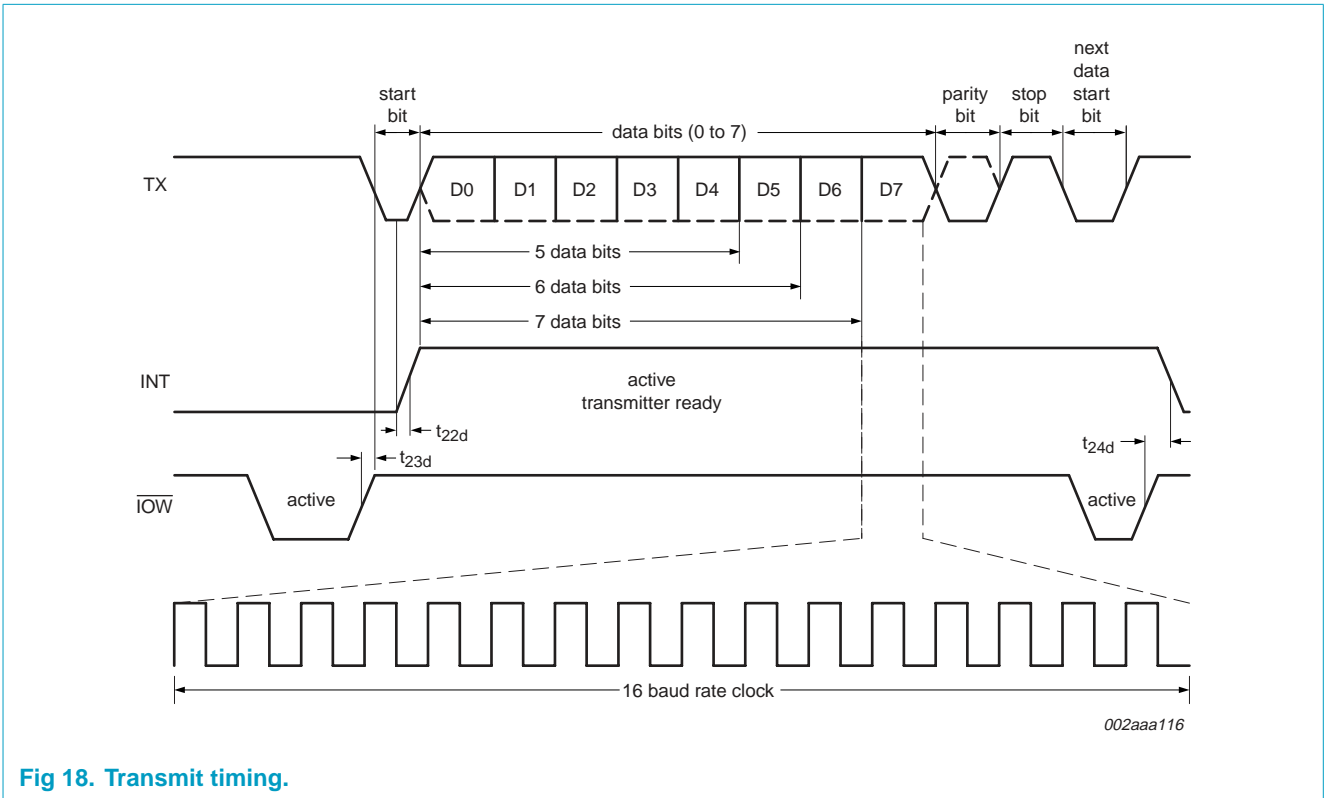 next
data
start
bit
start
bit
parity
bit
stop
bit
data bits (0 to 7)
TX
D0 D1 D2 D3 D4 D5 D6 D7
5 data bits
6 data bits
7 data bits
INT
active
transmitter ready
t22d
t23d
t24d
IOW
active
active
16 baud rate clock
002aaa116
Fig 18. Transmit timing.